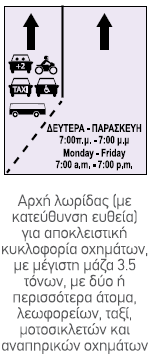 +2
TAXI
ΔΕΥΤΕΡΑ - ΠΑΡΑΣΚΕΥΗ
7:00π.μ. - 7:00 μ.μ
Monday - Friday
7:00 a.m. - 7:00 p.m.
Αρχή λωρίδας (με
κατεύθυνση ευθεία)
για αποκλειστική
κυκλοφορία οχημάτων,
με μέγιστη μάζα 3.5
τόνων, με δύο ή
περισσότερα άτομα,
λεωφορείων, ταξί,
μοτοσικλετών και
αναπηρικών οχημάτων